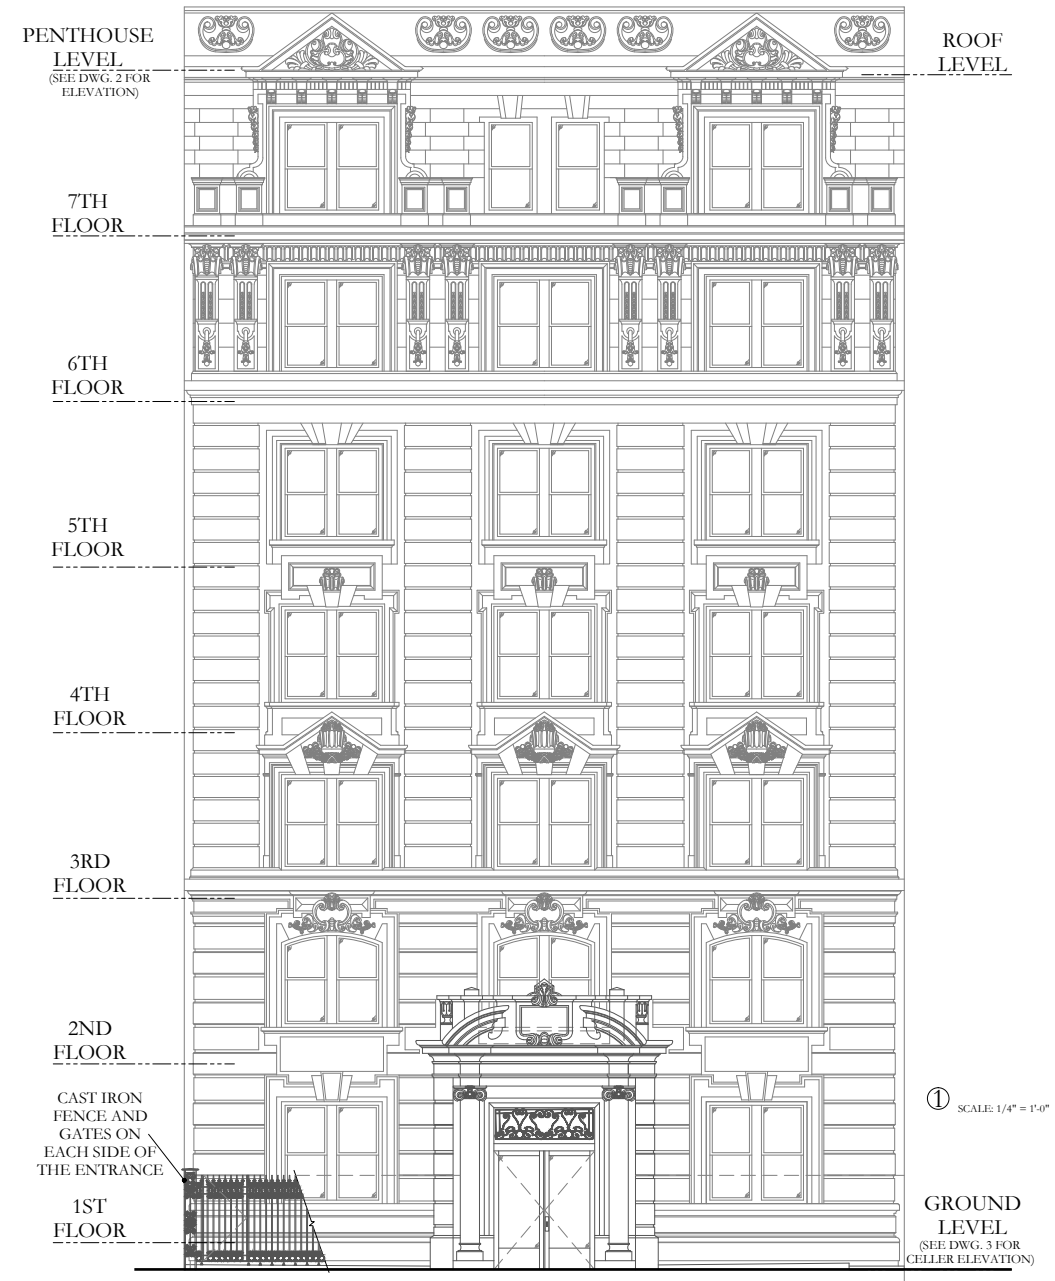 PENTHOUSE
LEVEL
(SEE DWG. 2 FOR
ELEVATION)
ROOF
LEVEL
7TH
FLOOR
6TH
FLOOR
5TH
FLOOR
4TH
FLOOR
3RD
FLOOR
2ND
FLOOR
CAST IRON
FENCE AND
GATES ON
EACH SIDE OF
THE ENTRANCE
1 SCALE: 1/4" = 1'-0"
1ST
FLOOR
GROUND
LEVEL
(SEE DWG. 3 FOR
CELLER ELEVATION)